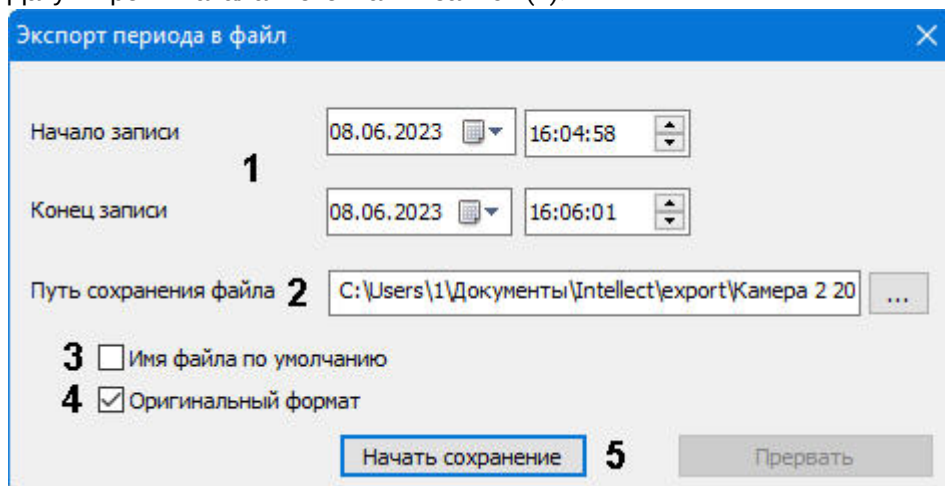 Экспорт периода в файл
Начало записи 08.06.2023 16:04:58
1
Конец записи 08.06.2023 16:06:01
Путь сохранения файла 2 C:\Users\1\Документы\Intellect\export\Камера 2 20 ...
3 Имя файла по умолчанию
4 Оригинальный формат
Начать сохранение 5 Прервать